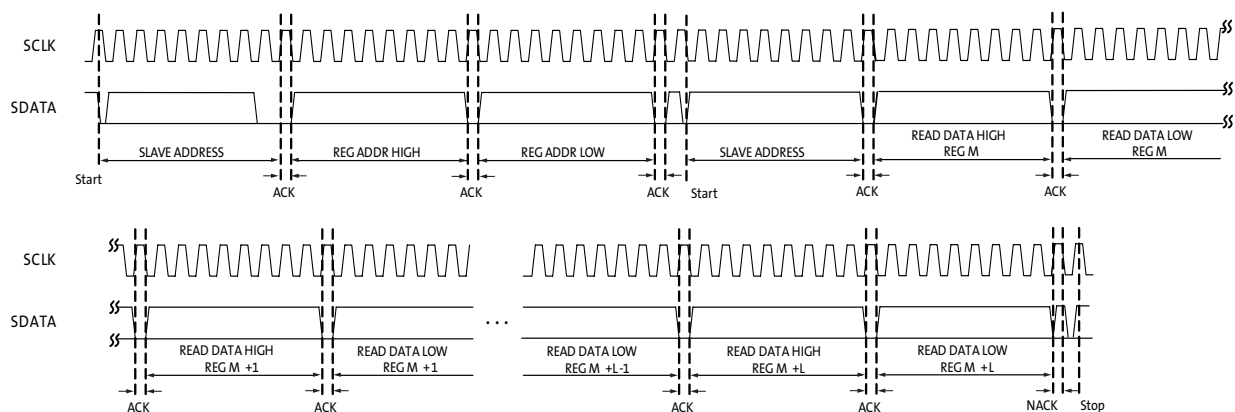 SCLK
SDATA
READ DATA HIGH READ DATA LOW
SLAVE ADDRESS REG ADDR HIGH REG ADDR LOW SLAVE ADDRESS REG M REG M
Start ACK ACK ACK Start ACK ACK
SCLK
SDATA
...
READ DATA HIGH READ DATA LOW READ DATA LOW READ DATA HIGH READ DATA LOW
REG M +1 REG M +1 REG M +L-1 REG M +L REG M +L
ACK ACK ACK ACK NACK Stop